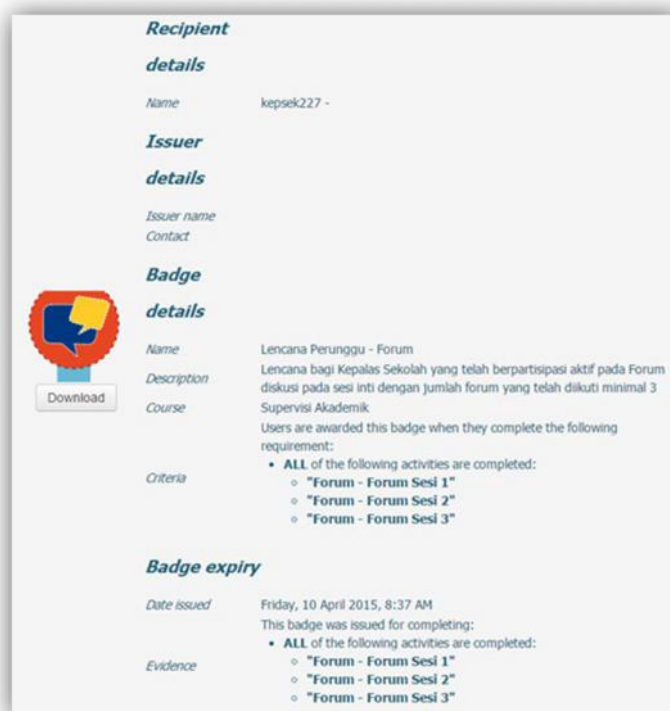 Recipient
details
Name kepsek227 -
Issuer
details
Issuer name
Contact
Badge
details
Name Lencana Perunggu - Forum
Description Lencana bagi Kepalas Sekolah yang telah berpartisipasi aktif pada Forum
diskusi pada sesi inti dengan jumlah forum yang telah diikuti minimal 3
Course Supervisi Akademik
Users are awarded this badge when they complete the following
requirement:
Criteria
• ALL of the following activities are completed:
◦ "Forum - Forum Sesi 1"
◦ "Forum - Forum Sesi 2"
◦ "Forum - Forum Sesi 3"
Download
Badge expiry
Date issued Friday, 10 April 2015, 8:37 AM
This badge was issued for completing:
Evidence
• ALL of the following activities are completed:
◦ "Forum - Forum Sesi 1"
◦ "Forum - Forum Sesi 2"
◦ "Forum - Forum Sesi 3"